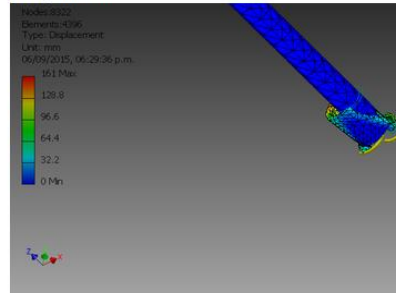 Nodes:8322
Elements:4396
Type: Displacement
Unit: mm
06/09/2015, 06:29:36 p.m.
161 Max
128.8
96.6
64.4
32.2
0 Min
Z
X